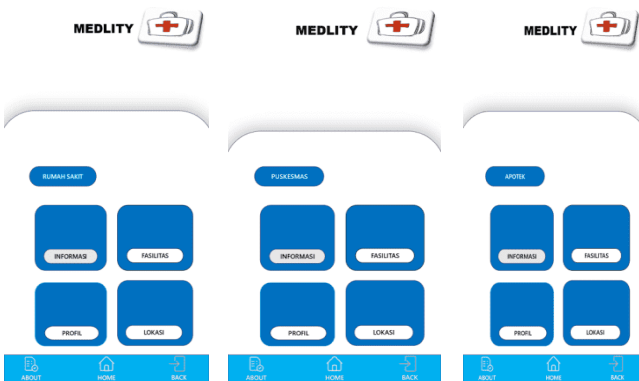 MEDLITY
RUMAH SAKIT
INFORMASI
FASILITAS
PROFIL
LOKASI
ABOUT
HOME
BACK
MEDLITY
PUSKESMAS
INFORMASI
FASILITAS
PROFIL
LOKASI
ABOUT
HOME
BACK
MEDLITY
APOTEK
INFORMASI
FASILITAS
PROFIL
LOKASI
ABOUT
HOME
BACK